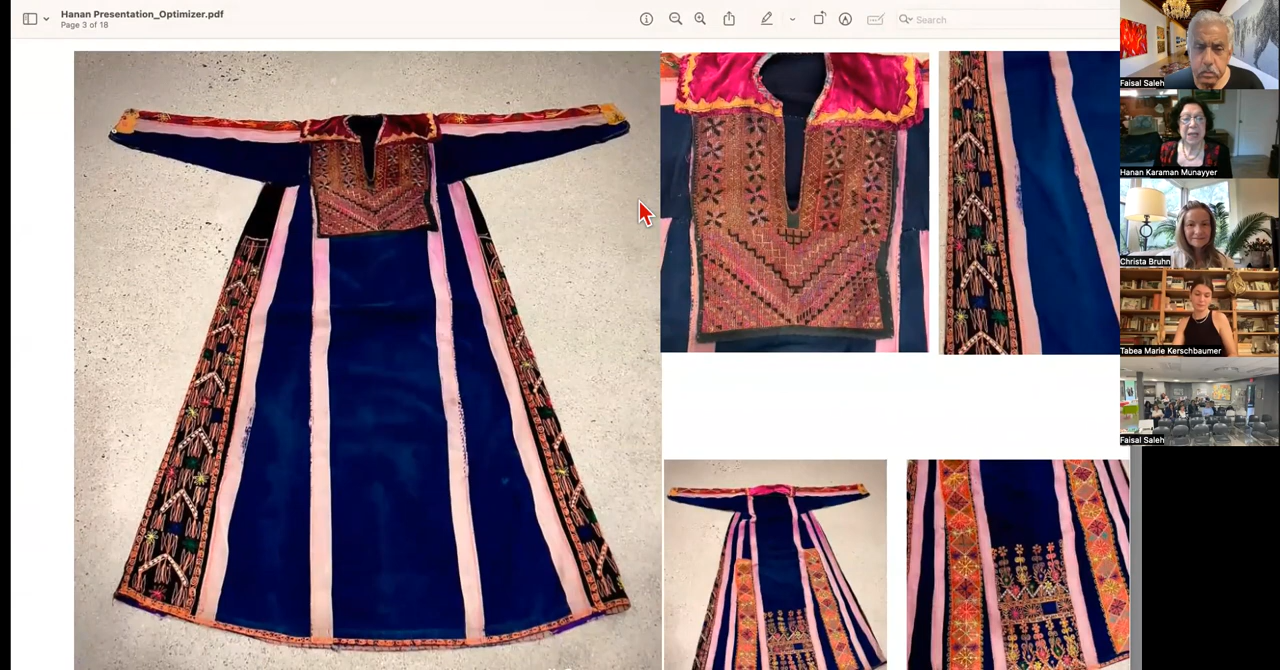 Hanan Presentation_Optimizer.pdf
Page 3 of 18
Search
Faisal Saleh
Hanan Karaman Munayyer
Christa Bruhn
Tabea Marie Kerschbaumer
Faisal Saleh